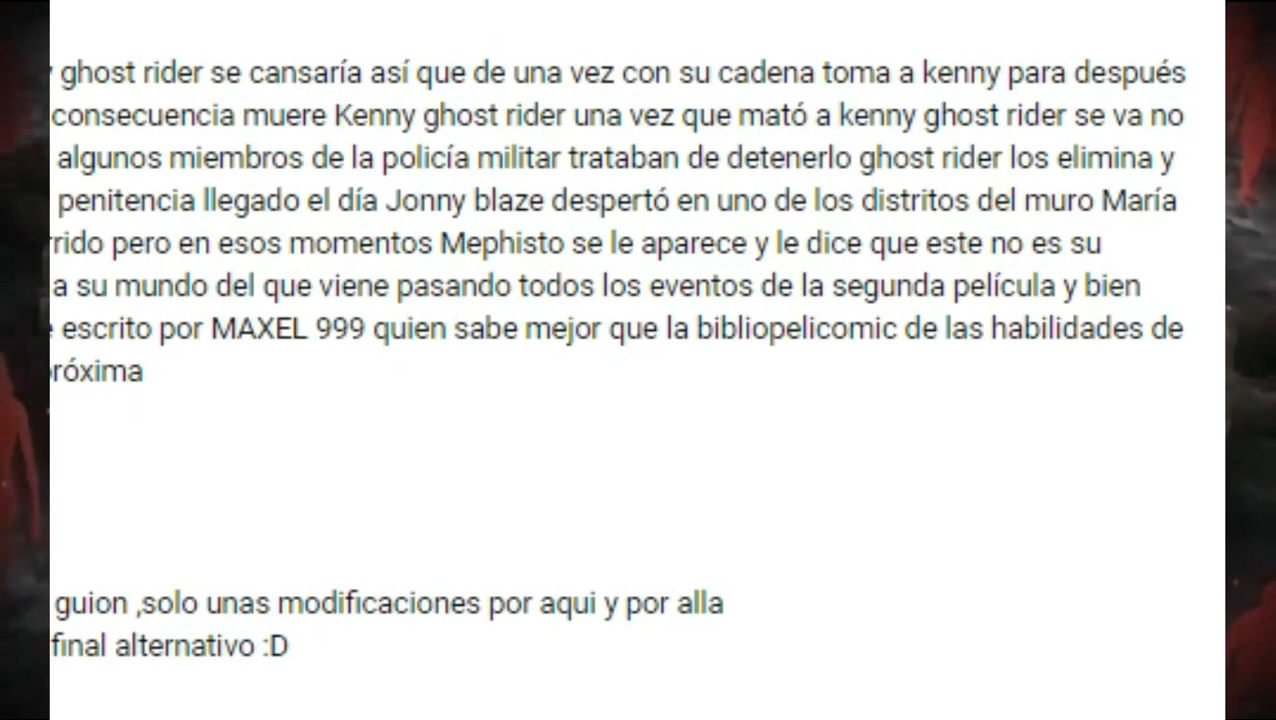 ghost rider se cansaría así que de una vez con su cadena toma a kenny para después
consecuencia muere Kenny ghost rider una vez que mató a kenny ghost rider se va no
algunos miembros de la policía militar trataban de detenerlo ghost rider los elimina y
penitencia llegado el día Jonny blaze despertó en uno de los distritos del muro María
rrido pero en esos momentos Mephisto se le aparece y le dice que este no es su
a su mundo del que viene pasando todos los eventos de la segunda película y bien
escrito por MAXEL 999 quien sabe mejor que la bibliopelicomic de las habilidades de
róxima
guion ,solo unas modificaciones por aqui y por alla
final alternativo :D